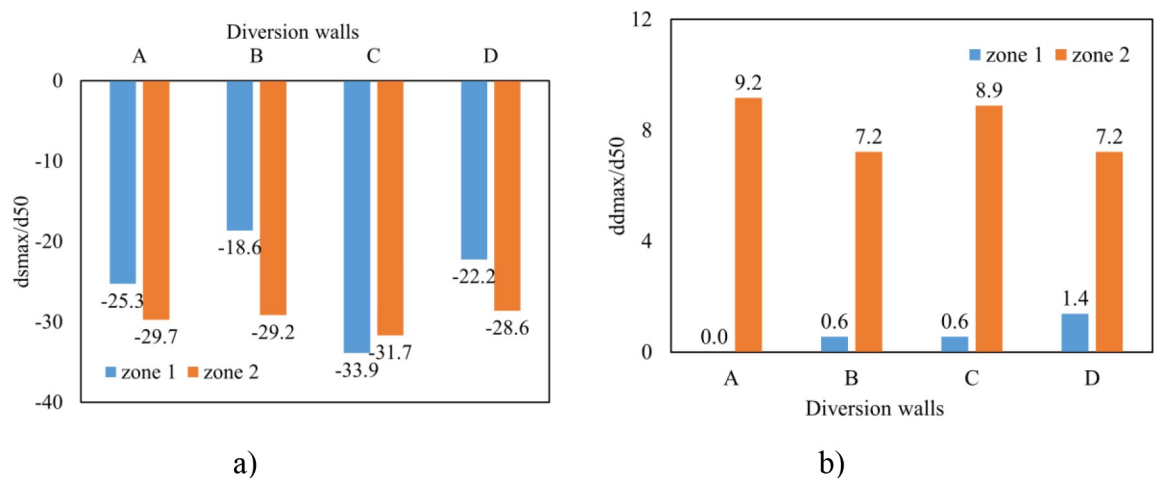 Diversion walls
A B C D
0
-10
-20
-30
-40
dsmax/d50
-25.3
-29.7
-18.6
-29.2
-33.9
-31.7
-22.2
-28.6
zone 1 zone 2
a)
12
8
4
0
ddmax/d50
zone 1 zone 2
0.0
9.2
0.6
7.2
0.6
8.9
1.4
7.2
A B C D
Diversion walls
b)